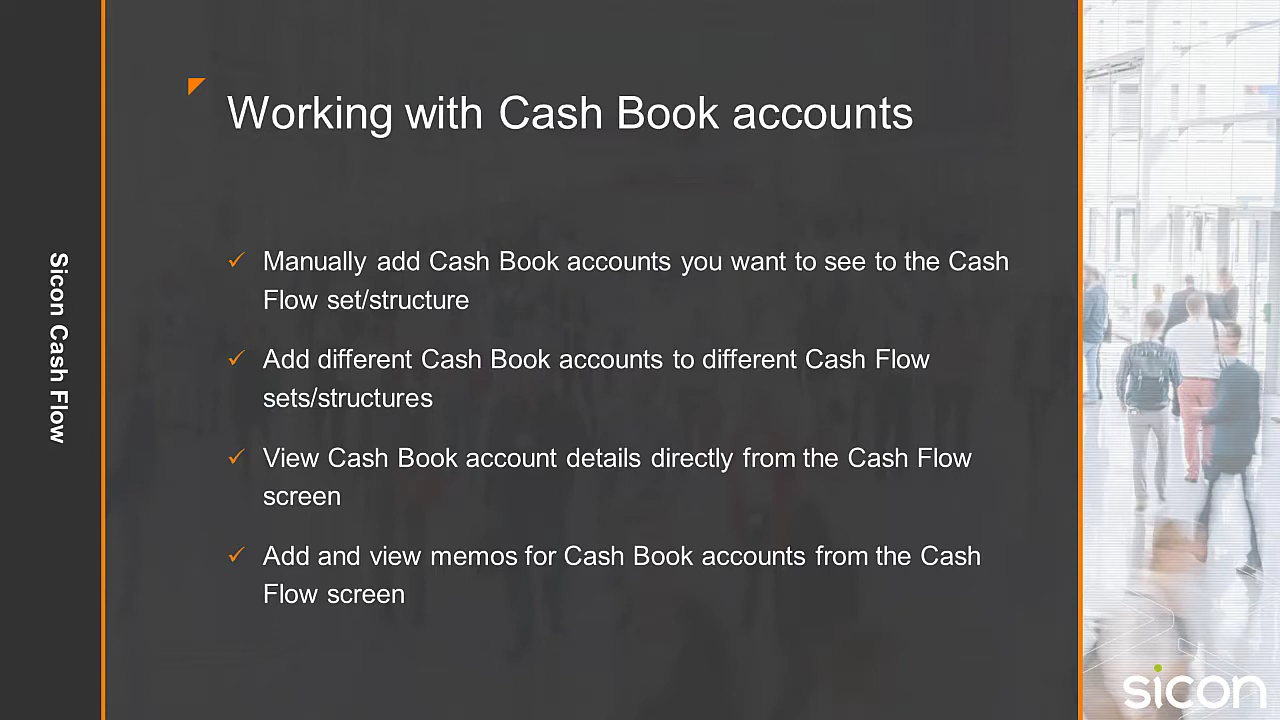 Working with Cash Book accounts
Manually add Cash Book accounts you want to see to the Cash
Flow set/structure
Add different Cash Book accounts to different Cash Flow
sets/structures
View Cash Book account details directly from the Cash Flow
screen
Add and view memos for Cash Book accounts from the Cash
Flow screen
Sicon Cash Flow
sicon